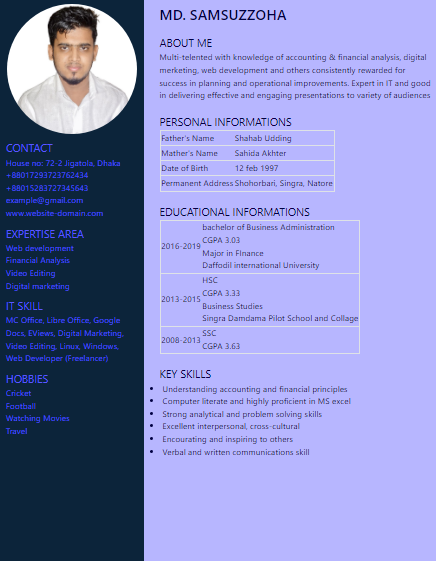 MD. SAMSUZZOHA
ABOUT ME
Multi-telented with knowledge of accounting & financial analysis, digital
merketing, web development and others consistently rewarded for
success in planning and operational improvements. Expert in IT and good
in delivering effective and engaging presentations to variety of audiences
PERSONAL INFORMATIONS
Father's Name Shahab Udding
Mather's Name Sahida Akhter
Date of Birth 12 feb 1997
Permanent Address Shohorbari, Singra, Natore
EDUCATIONAL INFORMATIONS
2016-2019
bachelor of Business Administration
CGPA 3.03
Major in FInance
Daffodil international University
2013-2015
HSC
CGPA 3.33
Business Studies
Singra Damdama Pilot School and Collage
2008-2013
SSC
CGPA 3.63
KEY SKILLS
Understanding accounting and financial principles
Computer literate and highly proficient in MS excel
Strong analytical and problem solving skills
Excellent interpersonal, cross-cultural
Encourating and inspiring to others
Verbal and written communications skill
CONTACT
House no: 72-2 Jigatola, Dhaka
+88017293723762434
+88015283727345643
example@gmail.com
www.website-domain.com
EXPERTISE AREA
Web development
Financial Analysis
Video Editing
Digital marketing
IT SKILL
MC Office, Libre Office, Google
Docs, EViews, Digital Marketing,
Video Editing, Linux, Windows,
Web Developer (Freelancer)
HOBBIES
Cricket
Football
Watching Movies
Travel